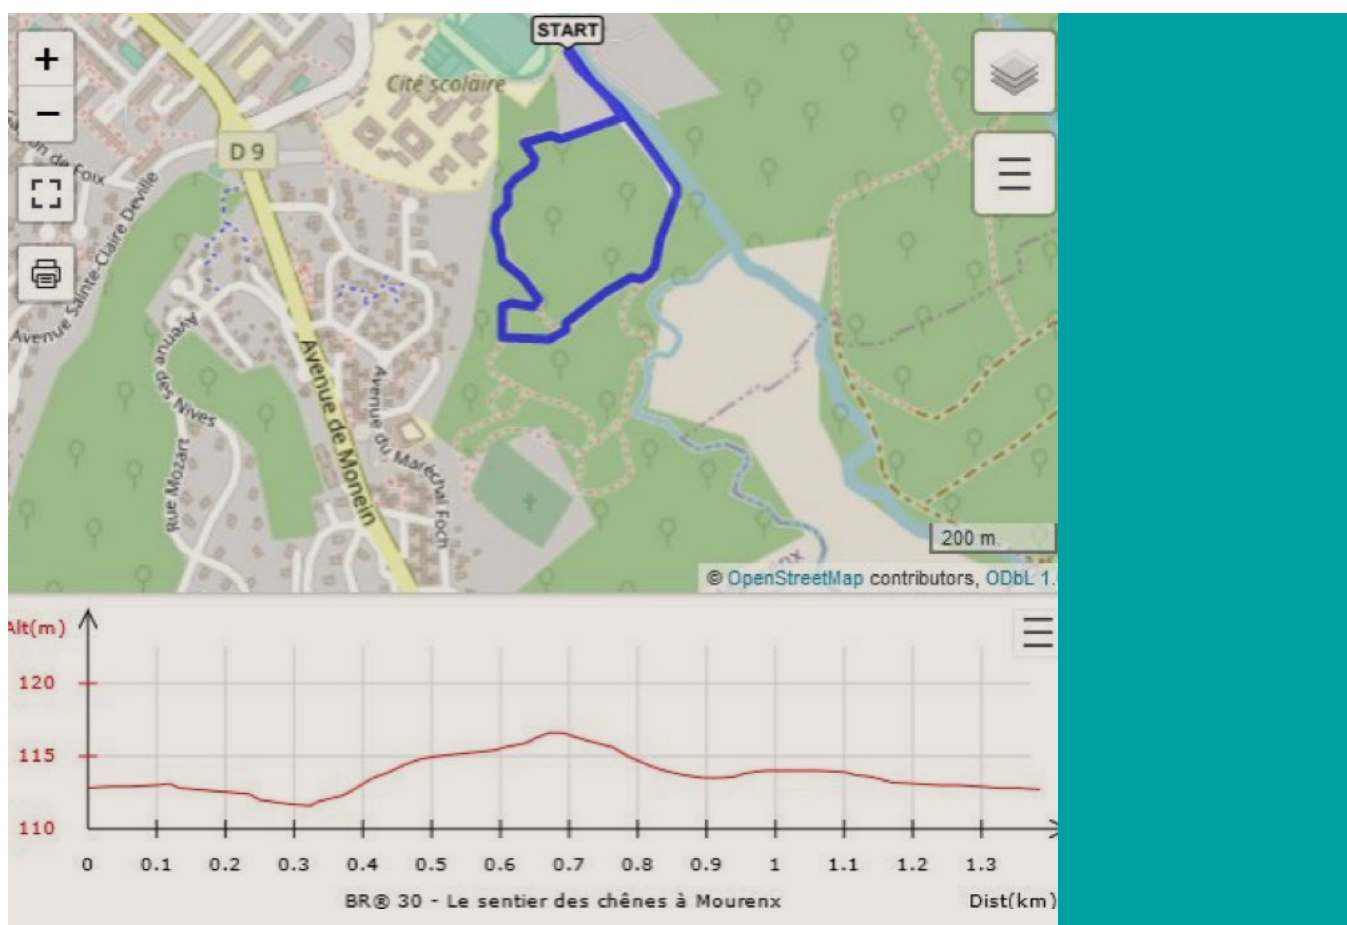 START
+
−
Cité scolaire
D 9
de Foix
Avenue Sainte-Claire Deville
Avenue des Nives
Rue Mozart
Avenue de Monein
Avenue du Maréchal Foch
200 m
© OpenStreetMap contributors, ODbL 1.
Alt(m)
120
115
110
0 0.1 0.2 0.3 0.4 0.5 0.6 0.7 0.8 0.9 1 1.1 1.2 1.3
BR® 30 - Le sentier des chênes à Mourenx Dist(km)